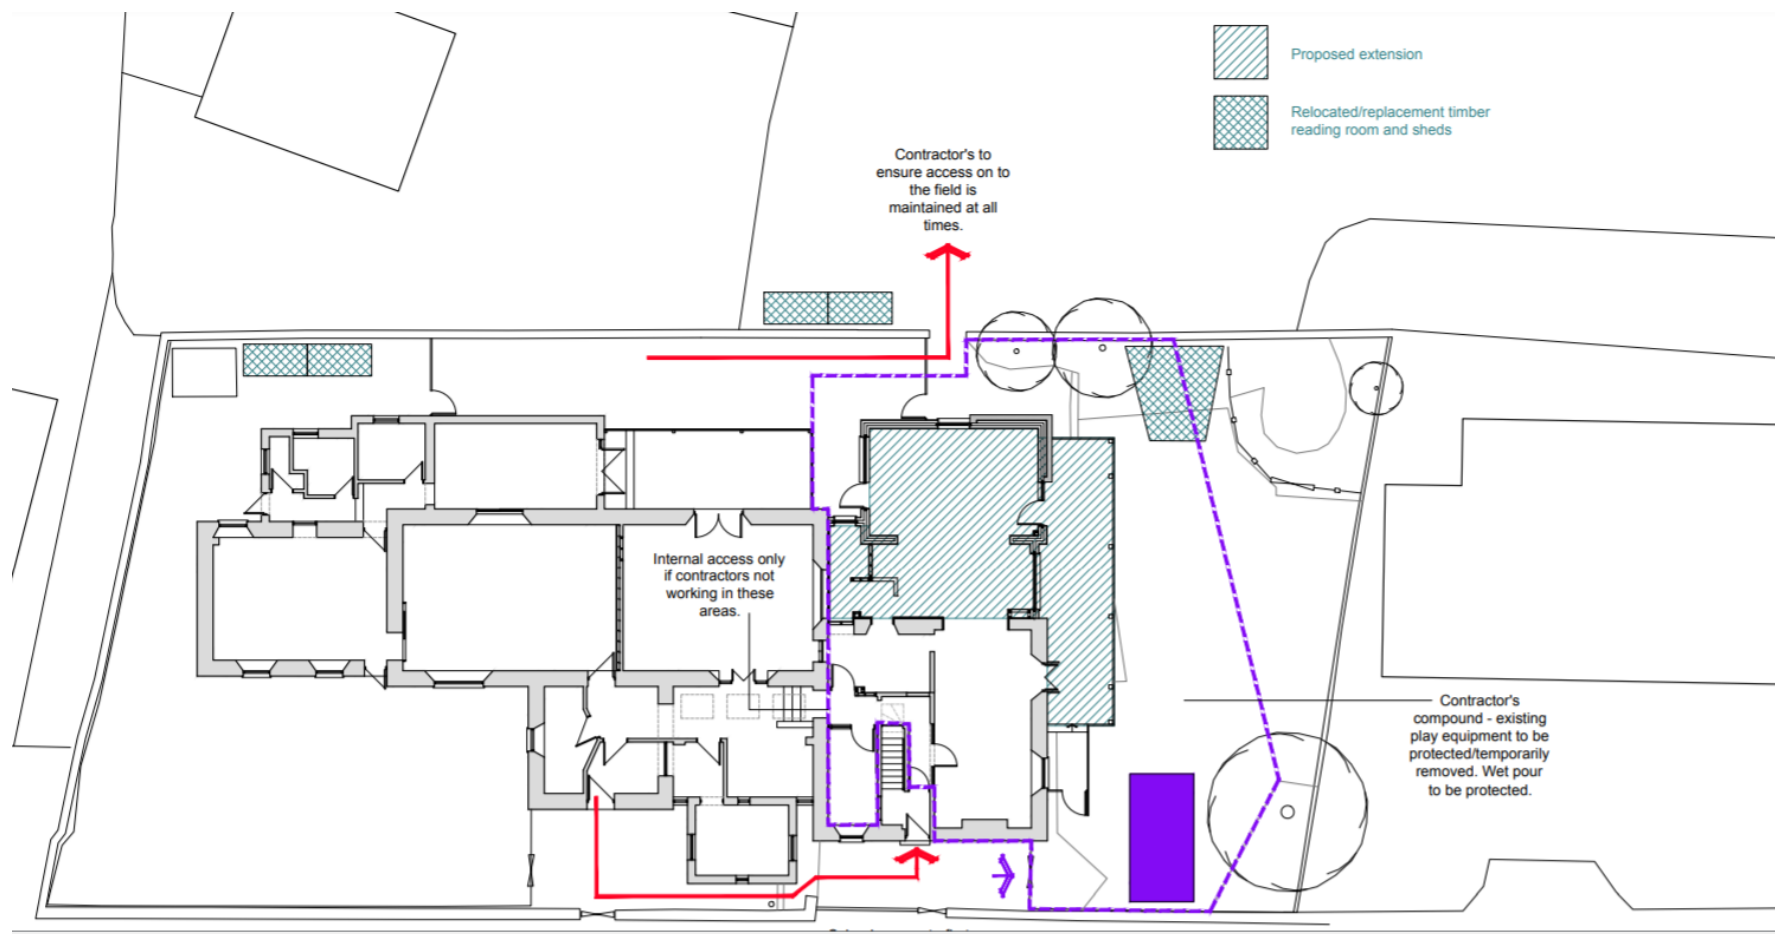 Proposed extension
Relocated/replacement timber
reading room and sheds
Contractor's to
ensure access on to
the field is
maintained at all
times.
Internal access only
if contractors not
working in these
areas.
Contractor's
compound - existing
play equipment to be
protected/temporarily
removed. Wet pour
to be protected.